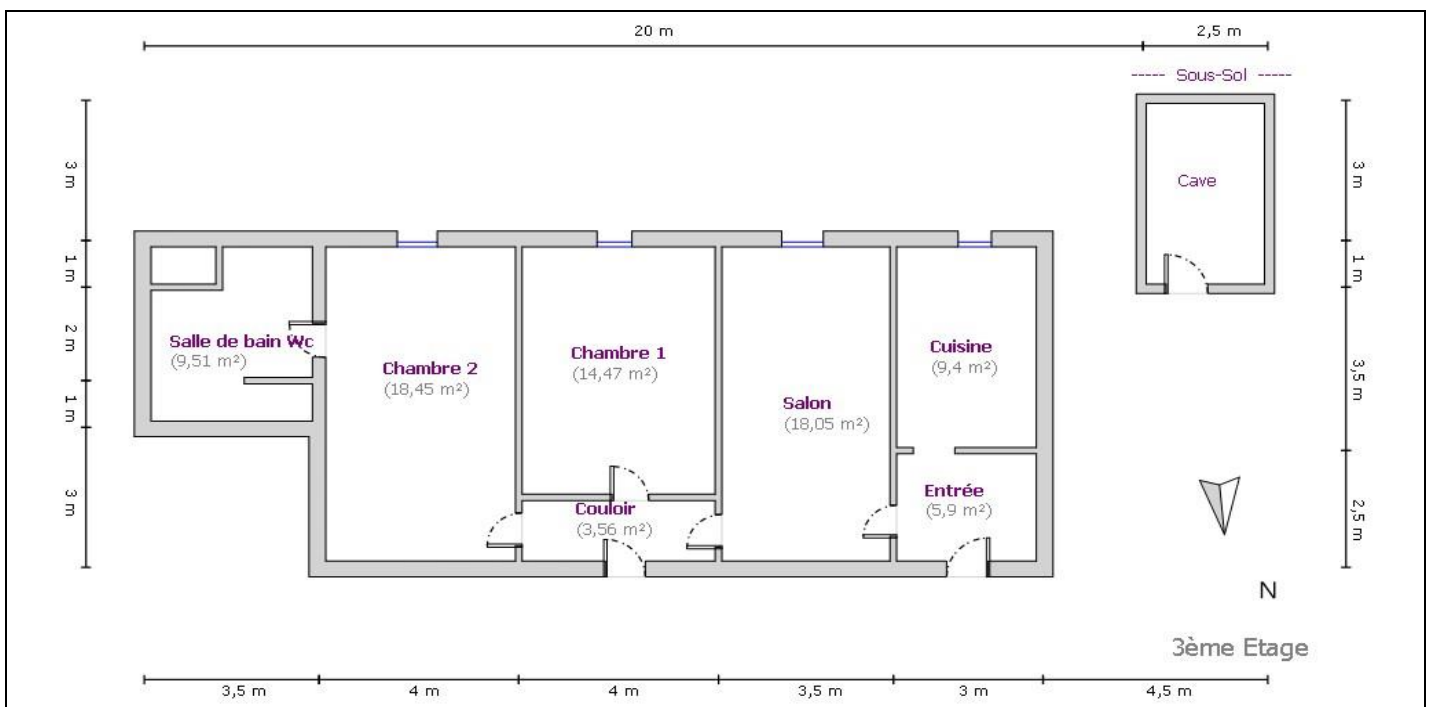 20 m
2,5 m
----- Sous-Sol -----
3 m
3 m
Cave
1 m
1 m
2 m
Salle de bain Wc
(9,51 m²)
Chambre 2
(18,45 m²)
Chambre 1
(14,47 m²)
Cuisine
(9,4 m²)
3,5 m
1 m
Salon
(18,05 m²)
3 m
Couloir
(3,56 m²)
Entrée
(5,9 m²)
2,5 m
N
3ème Etage
3,5 m
4 m
4 m
3,5 m
3 m
4,5 m